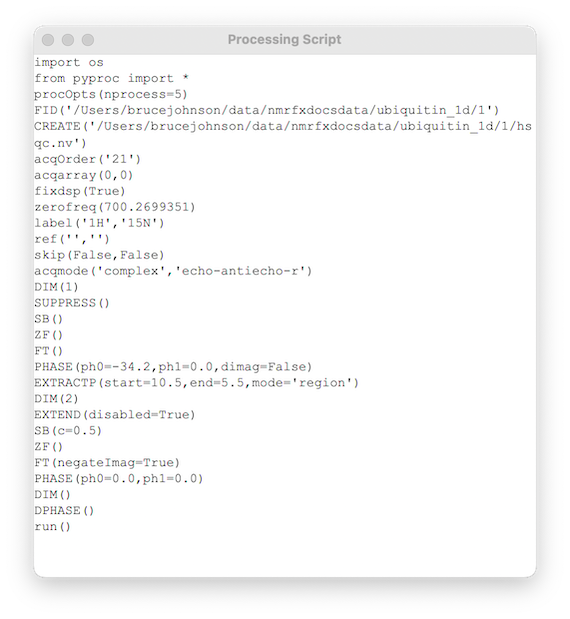 Processing Script
import os
from pyproc import *
procOpts(nprocess=5)
FID('/Users/brucejohnson/data/nmrfxdocsdata/ubiquitin_1d/1')
CREATE('/Users/brucejohnson/data/nmrfxdocsdata/ubiquitin_1d/1/hs
qc.nv')
acqOrder('21')
acqarray(0,0)
fixdsp(True)
zerofreq(700.2699351)
label('1H','15N')
ref('','')
skip(False,False)
acqmode('complex','echo-antiecho-r')
DIM(1)
SUPPRESS()
SB()
ZF()
FT()
PHASE(ph0=-34.2,ph1=0.0,dimag=False)
EXTRACTP(start=10.5,end=5.5,mode='region')
DIM(2)
EXTEND(disabled=True)
SB(c=0.5)
ZF()
FT(negateImag=True)
PHASE(ph0=0.0,ph1=0.0)
DIM()
DPHASE()
run()